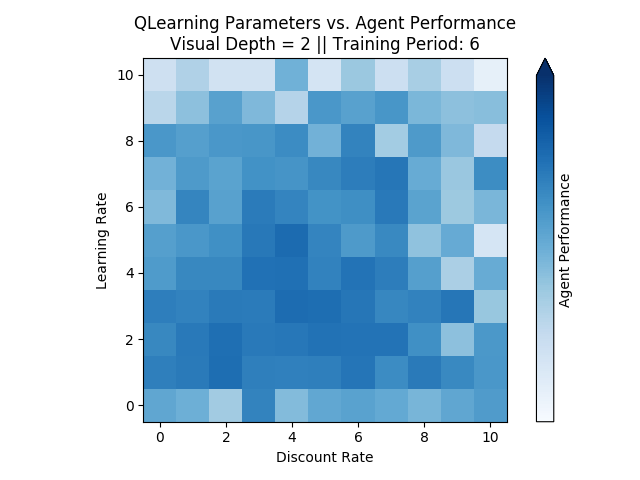 QLearning Parameters vs. Agent Performance
Visual Depth = 2 || Training Period: 6
10
8
6
4
2
0
Learning Rate
0 2 4 6 8 10
Discount Rate
Agent Performance